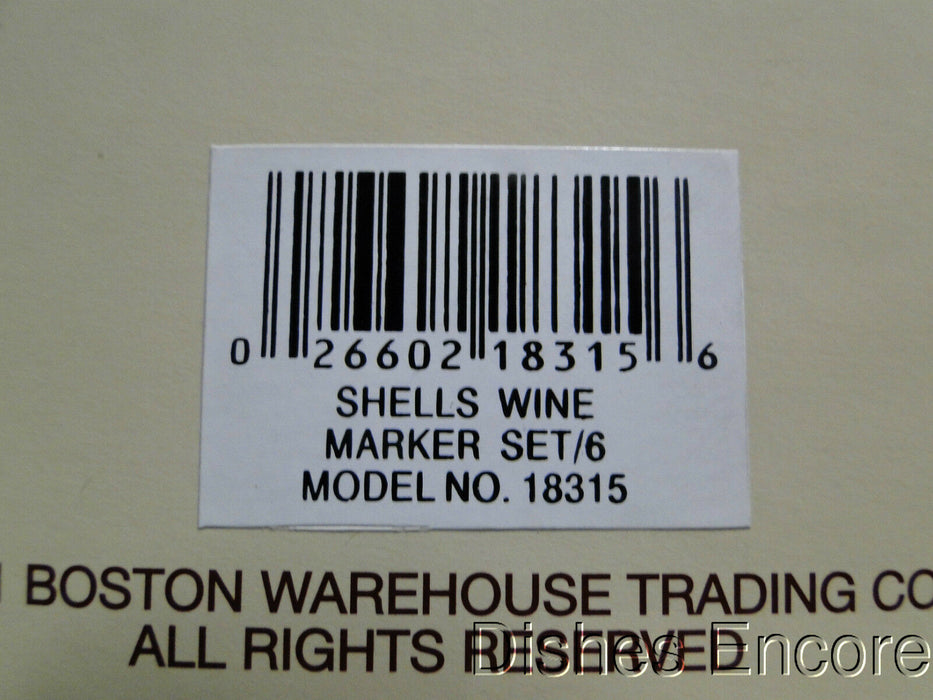 0 26602 18315 6
SHELLS WINE
MARKER SET/6
MODEL NO. 18315
BOSTON WAREHOUSE TRADING CO
ALL RIGHTS RESERVED
Dishes Encore